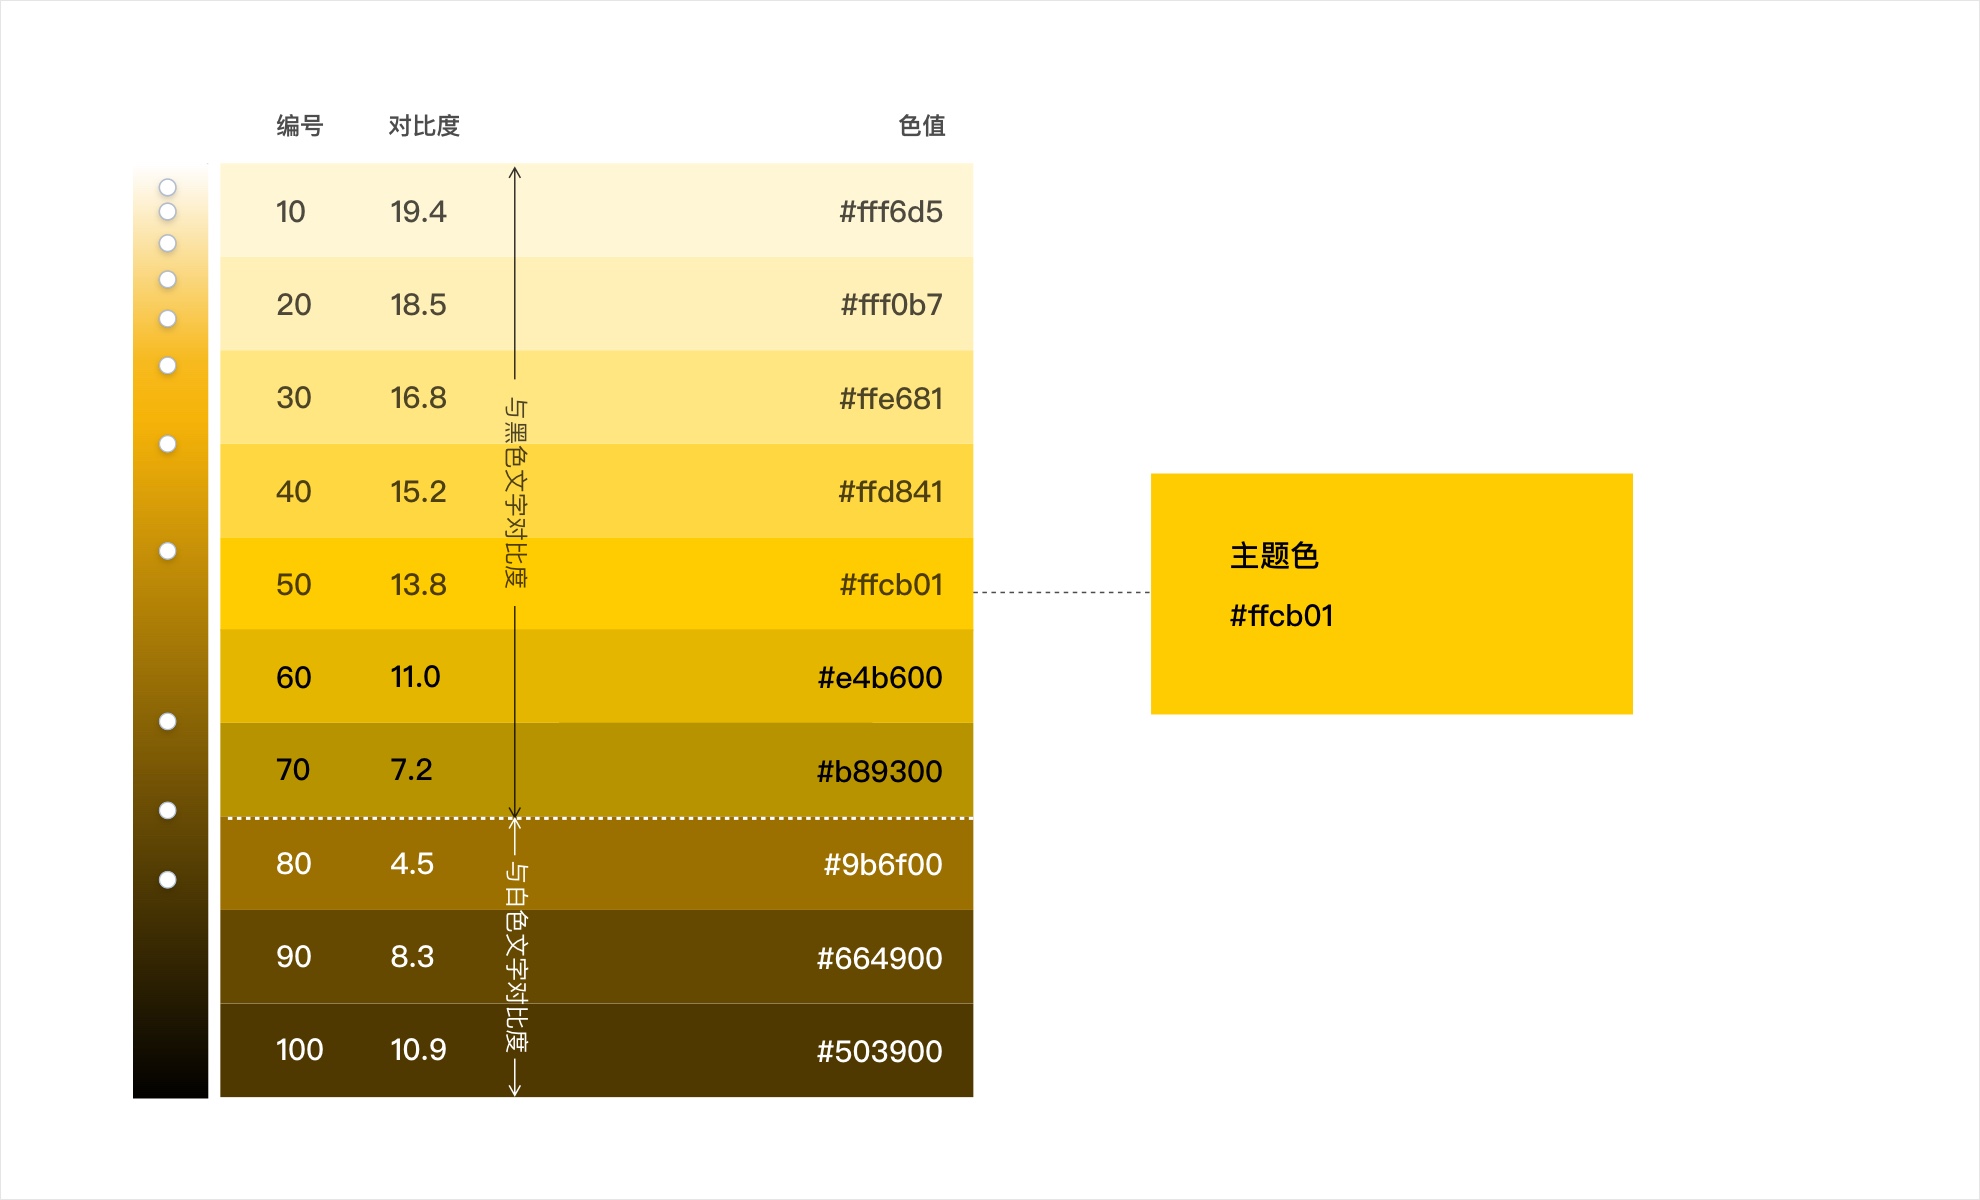 编号 对比度 色值
10 19.4 #fff6d5
20 18.5 #fff0b7
30 16.8 #ffe681
40 15.2 #ffd841
50 13.8 #ffcb01
60 11.0 #e4b600
70 7.2 #b89300
80 4.5 #9b6f00
90 8.3 #664900
100 10.9 #503900
与黑色文字对比度
与白色文字对比度
主题色
#ffcb01